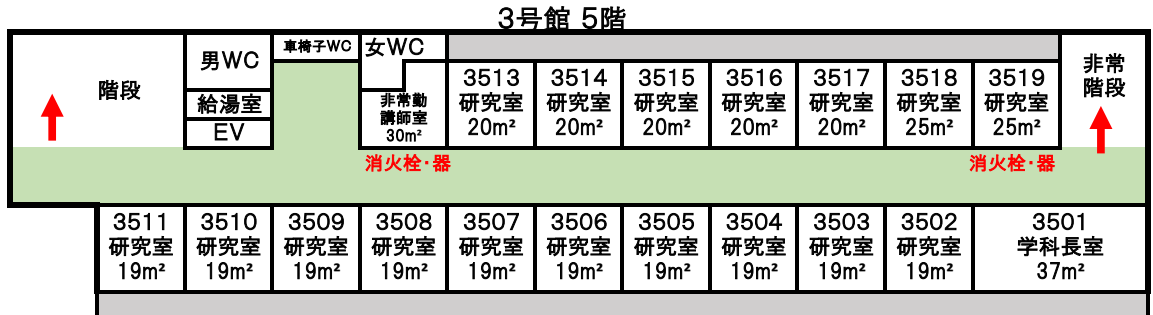 3号館 5階
階段
男WC
給湯室
EV
車椅子WC
女WC
非常勤
講師室
30m²
3513
研究室
20m²
3514
研究室
20m²
3515
研究室
20m²
3516
研究室
20m²
3517
研究室
20m²
3518
研究室
25m²
3519
研究室
25m²
非常
階段
消火栓・器
消火栓・器
3511
研究室
19m²
3510
研究室
19m²
3509
研究室
19m²
3508
研究室
19m²
3507
研究室
19m²
3506
研究室
19m²
3505
研究室
19m²
3504
研究室
19m²
3503
研究室
19m²
3502
研究室
19m²
3501
学科長室
37m²